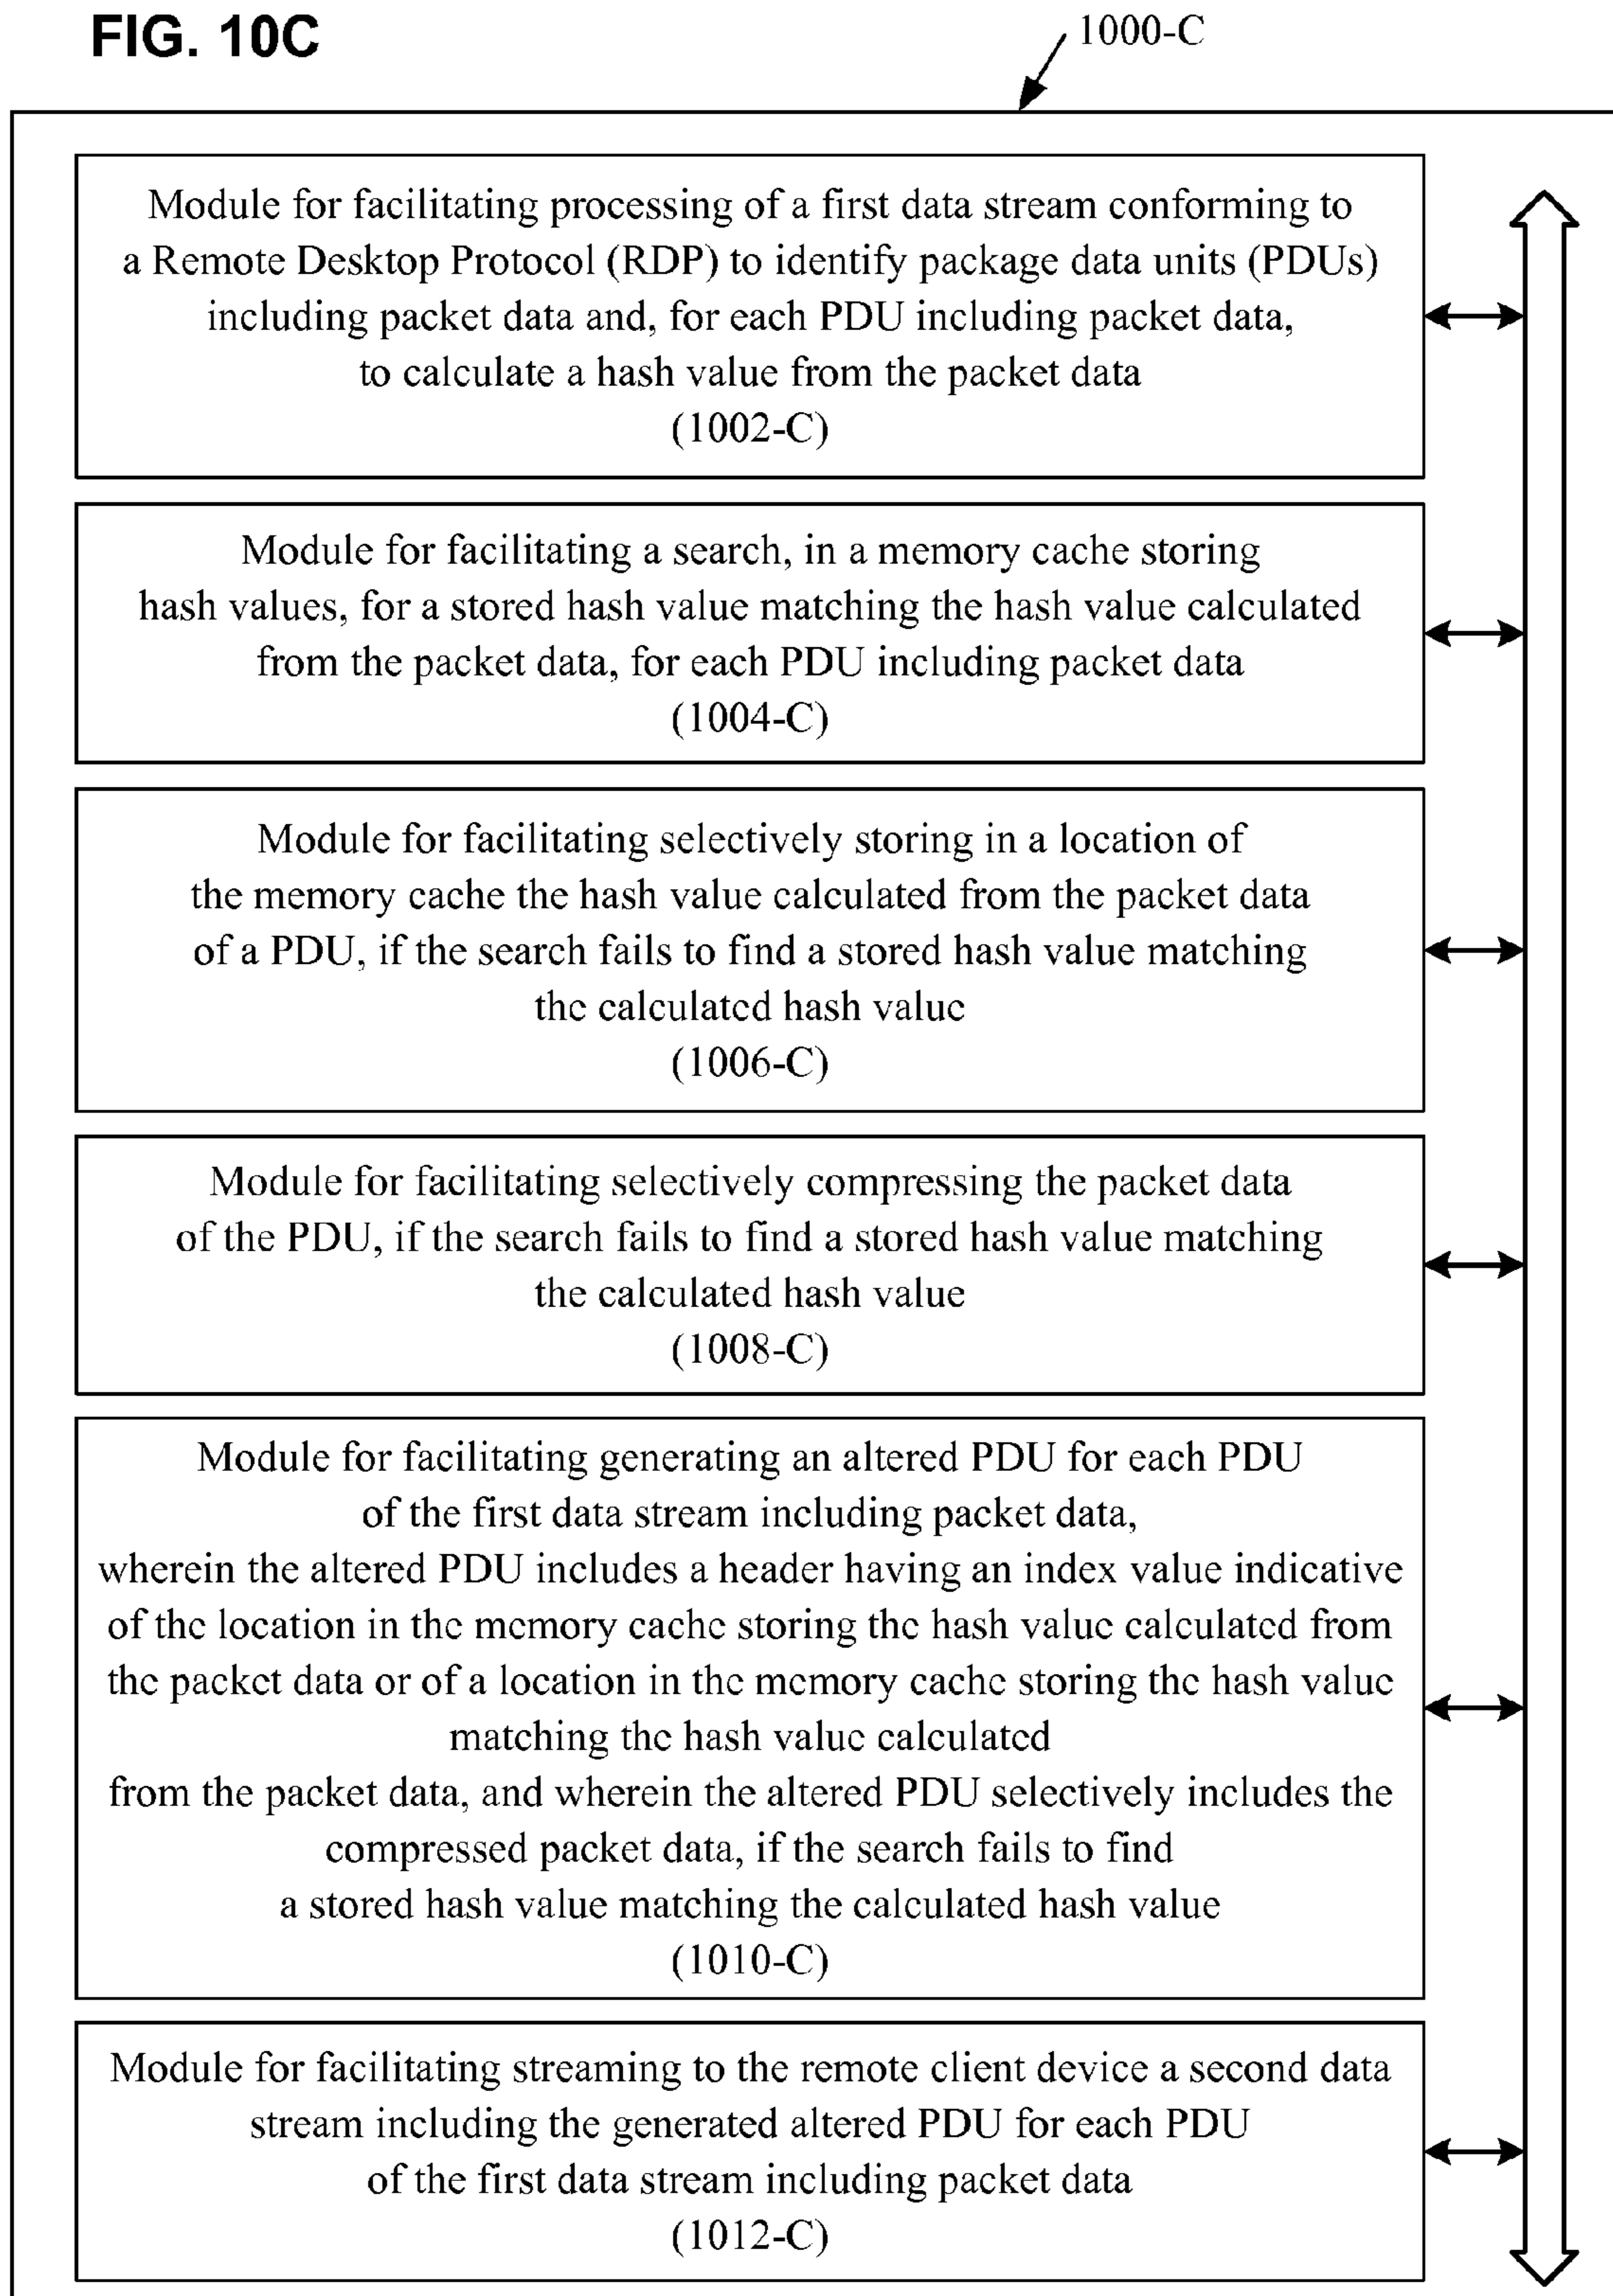 FIG. 10C
1000-C
Module for facilitating processing of a first data stream conforming to
a Remote Desktop Protocol (RDP) to identify package data units (PDUs)
including packet data and, for each PDU including packet data,
to calculate a hash value from the packet data
(1002-C)
Module for facilitating a search, in a memory cache storing
hash values, for a stored hash value matching the hash value calculated
from the packet data, for each PDU including packet data
(1004-C)
Module for facilitating selectively storing in a location of
the memory cache the hash value calculated from the packet data
of a PDU, if the search fails to find a stored hash value matching
the calculated hash value
(1006-C)
Module for facilitating selectively compressing the packet data
of the PDU, if the search fails to find a stored hash value matching
the calculated hash value
(1008-C)
Module for facilitating generating an altered PDU for each PDU
of the first data stream including packet data,
wherein the altered PDU includes a header having an index value indicative
of the location in the memory cache storing the hash value calculated from
the packet data or of a location in the memory cache storing the hash value
matching the hash value calculated
from the packet data, and wherein the altered PDU selectively includes the
compressed packet data, if the search fails to find
a stored hash value matching the calculated hash value
(1010-C)
Module for facilitating streaming to the remote client device a second data
stream including the generated altered PDU for each PDU
of the first data stream including packet data
(1012-C)